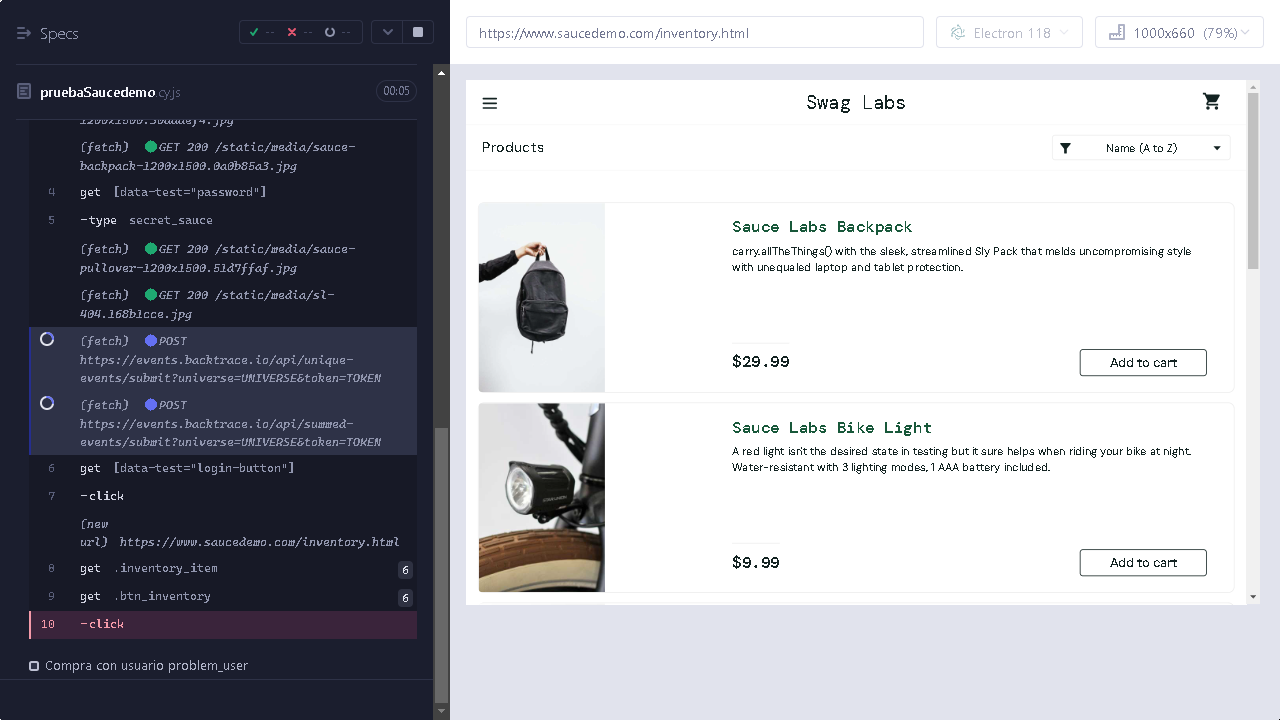 Specs
-- -- --
https://www.saucedemo.com/inventory.html
Electron 118
1000x660 (79%)
pruebaSaucedemo.cy.js
00:05
(fetch) GET 200 /static/media/sauce-
backpack-1200x1500.0a0b85a3.jpg
4 get [data-test="password"]
5 -type secret_sauce
(fetch) GET 200 /static/media/sauce-
pullover-1200x1500.51d7ffaf.jpg
(fetch) GET 200 /static/media/sl-
404.168b1cce.jpg
(fetch) POST
https://events.backtrace.io/api/unique-
events/submit?universe=UNIVERSE&token=TOKEN
(fetch) POST
https://events.backtrace.io/api/summed-
events/submit?universe=UNIVERSE&token=TOKEN
6 get [data-test="login-button"]
7 -click
(new
url) https://www.saucedemo.com/inventory.html
8 get .inventory_item 6
9 get .btn_inventory 6
10 -click
Compra con usuario problem_user
Swag Labs
Products
Name (A to Z)
Sauce Labs Backpack
carry.allTheThings() with the sleek, streamlined Sly Pack that melds uncompromising style
with unequaled laptop and tablet protection.
$29.99
Add to cart
Sauce Labs Bike Light
A red light isn't the desired state in testing but it sure helps when riding your bike at night.
Water-resistant with 3 lighting modes, 1 AAA battery included.
$9.99
Add to cart